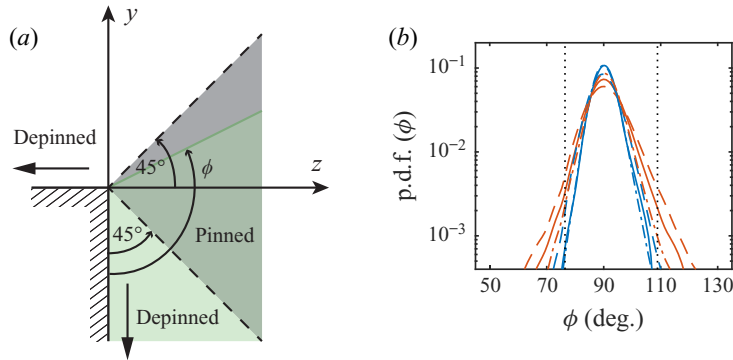 (a)
y
Depinned
45°
ϕ
z
45°
Pinned
Depinned
(b)
p.d.f. (ϕ)
10⁻¹
10⁻²
10⁻³
50 70 90 110 130
ϕ (deg.)